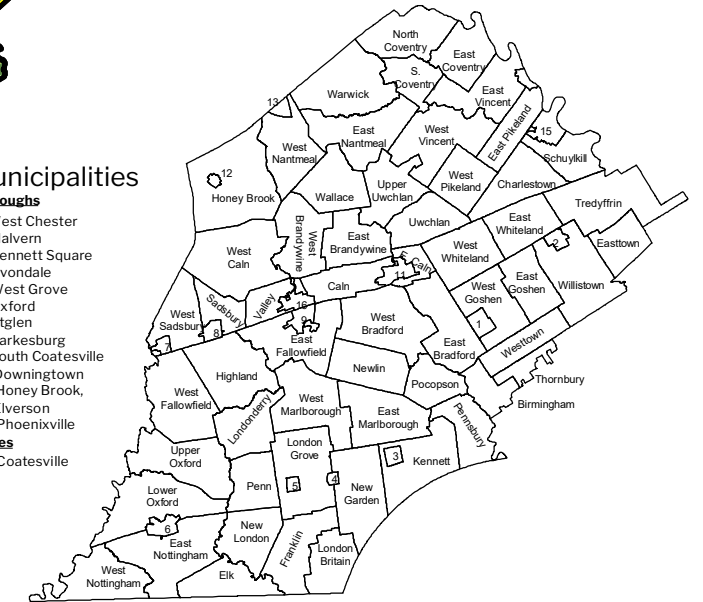 unicipalities
oughs
est Chester
alvern
ennett Square
vondale
est Grove
xford
tglen
arkesburg
outh Coatesville
Downingtown
Honey Brook,
lverson
Phoenixville
es
Coatesville
North
Coventry
East
Coventry
S.
Coventry
Warwick
East
Vincent
13
East Pikeland
15
East
Nantmeal
West
Vincent
West
Nantmeal
Schuylkill
12
Honey Brook
Wallace
Upper
Uwchlan
West
Pikeland
Charlestown
Tredyffrin
Uwchlan
East
Whiteland
West
Brandywine
East
Brandywine
West
Caln
West
Whiteland
2
Easttown
E. Caln
11
Caln
Willistown
East
Goshen
West
Goshen
Sadsbury
Valley
16
9
West
Sadsbury
8
7
West
Bradford
1
East
Bradford
Westtown
East
Fallowfield
Newlin
Highland
Thornbury
Pocopson
West
Fallowfield
Birmingham
Londonderry
West
Marlborough
East
Marlborough
Pennsbury
London
Grove
3
Kennett
Upper
Oxford
Penn
5
4
New
Garden
Lower
Oxford
6
New
London
East
Nottingham
Franklin
London
Britain
West
Nottingham
Elk